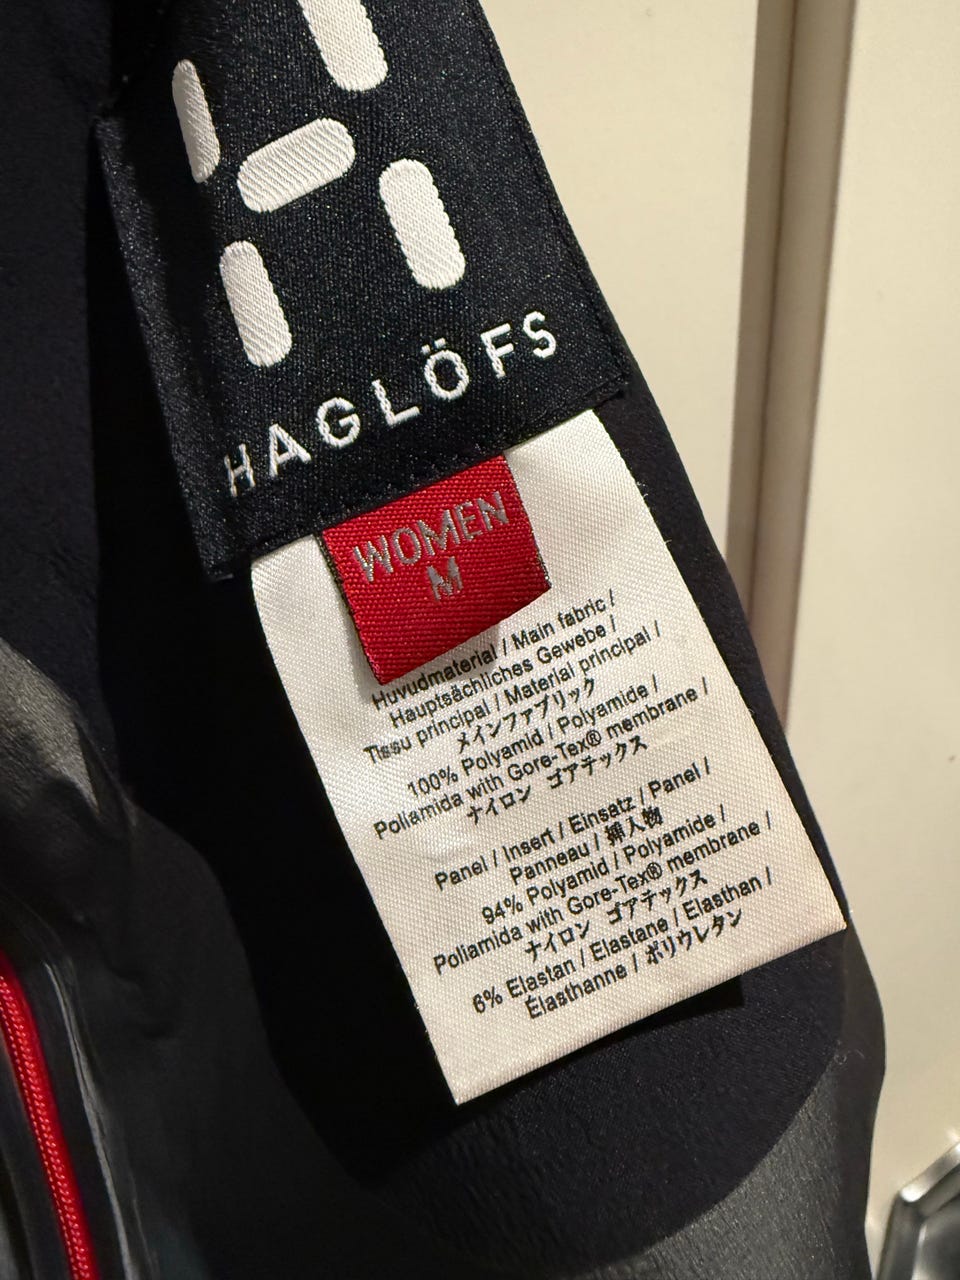 HAGLÖFS
WOMEN
M
Huvudmaterial / Main fabric /
Hauptsächliches Gewebe /
Tissu principal / Material principal /
メインファブリック
100% Polyamid / Polyamide /
Poliamida with Gore-Tex® membrane /
ナイロン ゴアテックス
Panel / Insert / Einsatz / Panel /
Panneau / 挿入物
94% Polyamid / Polyamide /
Poliamida with Gore-Tex® membrane /
ナイロン ゴアテックス
6% Elastan / Elastane / Elasthan /
Élasthanne / ポリウレタン